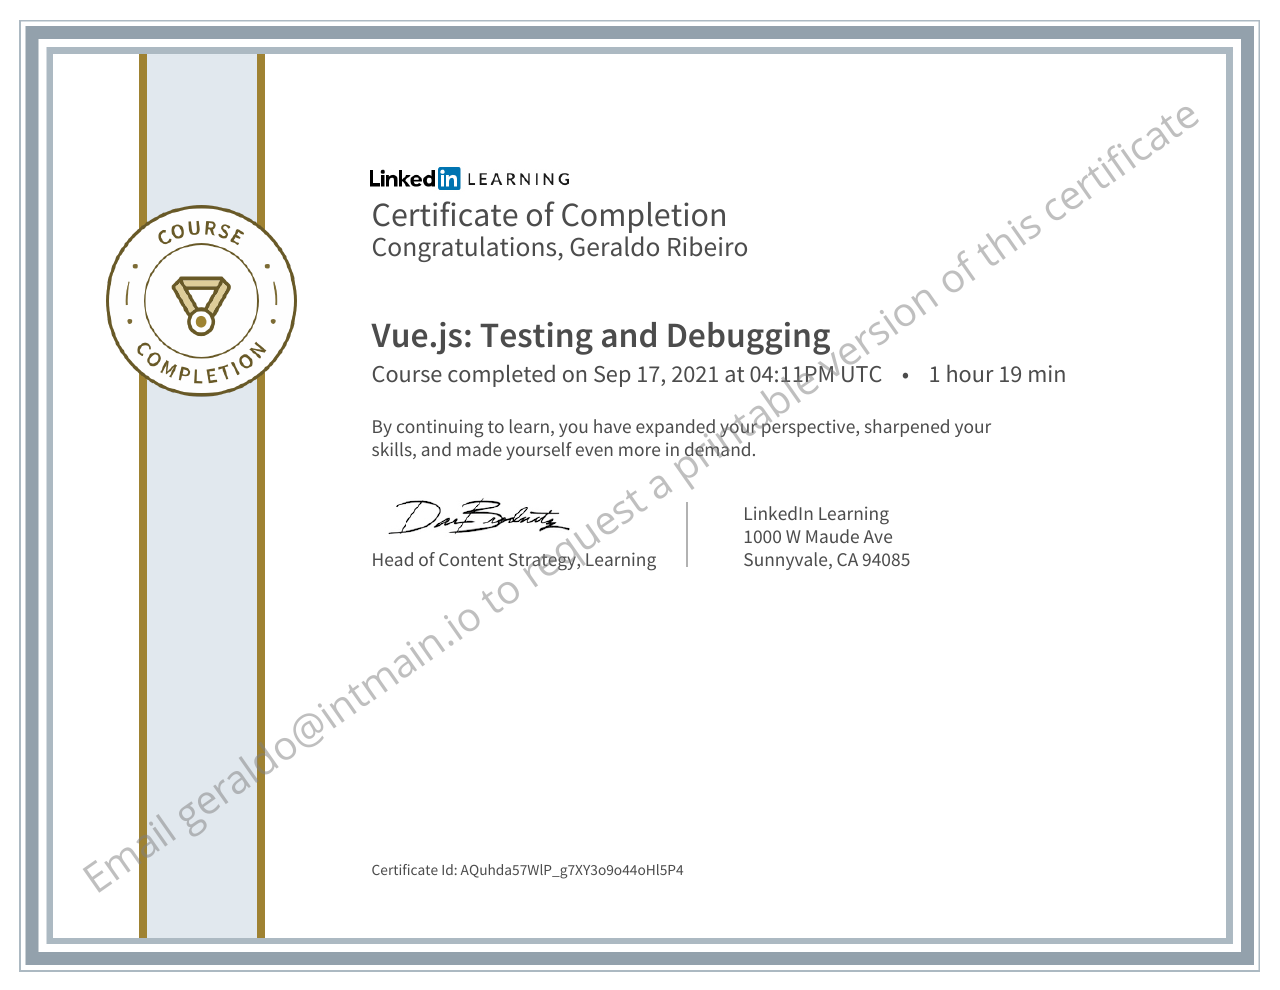 LinkedIn LEARNING
Certificate of Completion
Congratulations, Geraldo Ribeiro
COURSE
COMPLETION
Vue.js: Testing and Debugging
Course completed on Sep 17, 2021 at 04:11PM UTC • 1 hour 19 min
By continuing to learn, you have expanded your perspective, sharpened your
skills, and made yourself even more in demand.
Head of Content Strategy, Learning
LinkedIn Learning
1000 W Maude Ave
Sunnyvale, CA 94085
Certificate Id: AQuhda57WlP_g7XY3o9o44oHl5P4
Email geraldo@intmain.io to request a printable version of this certificate